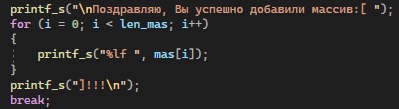 printf_s("\nПоздравляю, Вы успешно добавили массив:[ ");
for (i = 0; i < len_mas; i++)
{
printf_s("%lf ", mas[i]);
}
printf_s("]!!!\n");
break;